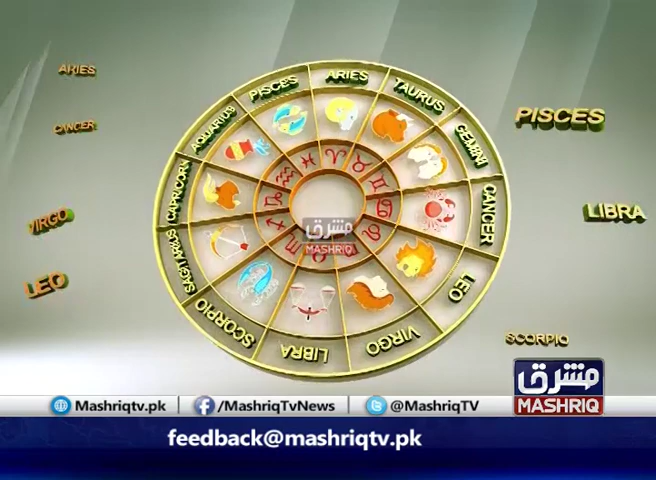 ARIES
CANCER
VIRGO
LEO
PISCES
ARIES
TAURUS
GEMINI
CANCER
LEO
VIRGO
LIBRA
SCORPIO
SAGITARIUS
CAPRICORN
AQUARIUS
مشرق
MASHRIQ
PISCES
LIBRA
SCORPIO
مشرق
MASHRIQ
Mashriqtv.pk
/MashriqTvNews
@MashriqTV
feedback@mashriqtv.pk